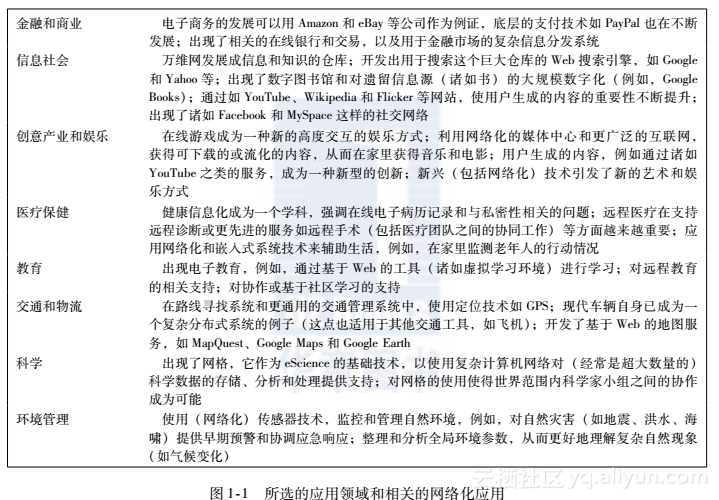 金融和商业 电子商务的发展可以用 Amazon 和 eBay 等公司作为例证，底层的支付技术如 PayPal 也在不断
发展；出现了相关的在线银行和交易，以及用于金融市场的复杂信息分发系统
信息社会 万维网发展成信息和知识的仓库；开发出用于搜索这个巨大仓库的 Web 搜索引擎，如 Google
和 Yahoo 等；出现了数字图书馆和对遗留信息源（诸如书）的大规模数字化（例如，Google
Books）；通过如 YouTube、Wikipedia 和 Flicker 等网站，使用户生成的内容的重要性不断提升；
出现了诸如 Facebook 和 MySpace 这样的社交网络
创意产业和娱乐 在线游戏成为一种新的高度交互的娱乐方式；利用网络化的媒体中心和更广泛的互联网，
获得可下载的或流化的内容，从而在家里获得音乐和电影；用户生成的内容，例如通过诸如
YouTube 之类的服务，成为一种新型的创新；新兴（包括网络化）技术引发了新的艺术和娱
乐方式
医疗保健 健康信息化成为一个学科，强调在线电子病历记录和与私密性相关的问题；远程医疗在支持
远程诊断或更先进的服务如远程手术（包括医疗团队之间的协同工作）等方面越来越重要；应
用网络化和嵌入式系统技术来辅助生活，例如，在家里监测老年人的行动情况
教育 出现电子教育，例如，通过基于 Web 的工具（诸如虚拟学习环境）进行学习；对远程教育
的相关支持；对协作或基于社区学习的支持
交通和物流 在路线寻找系统和更通用的交通管理系统中，使用定位技术如 GPS；现代车辆自身已成为一
个复杂分布式系统的例子（这点也适用于其他交通工具，如飞机）；开发了基于 Web 的地图服
务，如 MapQuest、Google Maps 和 Google Earth
科学 出现了网格，它作为 eScience 的基础技术，以使用复杂计算机网络对（经常是超大数量的）
科学数据的存储、分析和处理提供支持；对网格的使用使得世界范围内科学家小组之间的协作
成为可能
环境管理 使用（网络化）传感器技术，监控和管理自然环境，例如，对自然灾害（如地震、洪水、海
啸）提供早期预警和协调应急响应；整理和分析全局环境参数，从而更好地理解复杂自然现象
（如气候变化）
云栖社区 yq.aliyun.com
图 1-1 所选的应用领域和相关的网络化应用